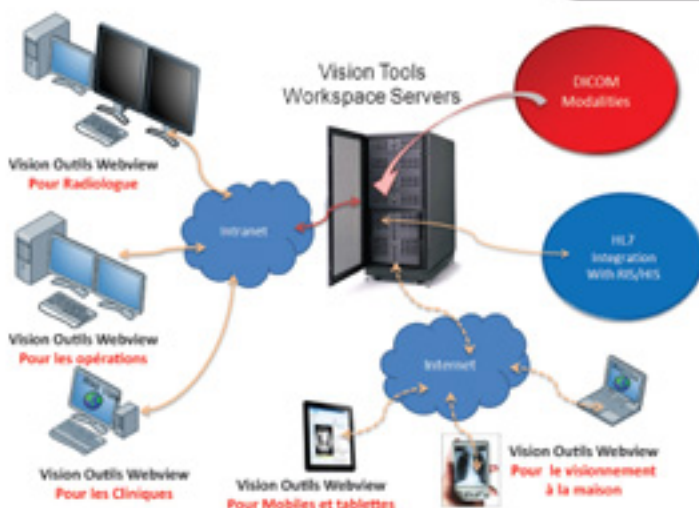 Vision Tools
Workspace Servers
DICOM
Modalities
Vision Outils Webview
Pour Radiologue
Intranet
HL7
Integration
With RIS/HIS
Vision Outils Webview
Pour les opérations
Internet
Vision Outils Webview
Pour les Cliniques
Vision Outils Webview
Pour Mobiles et tablettes
Vision Outils Webview
Pour le visionnement
à la maison